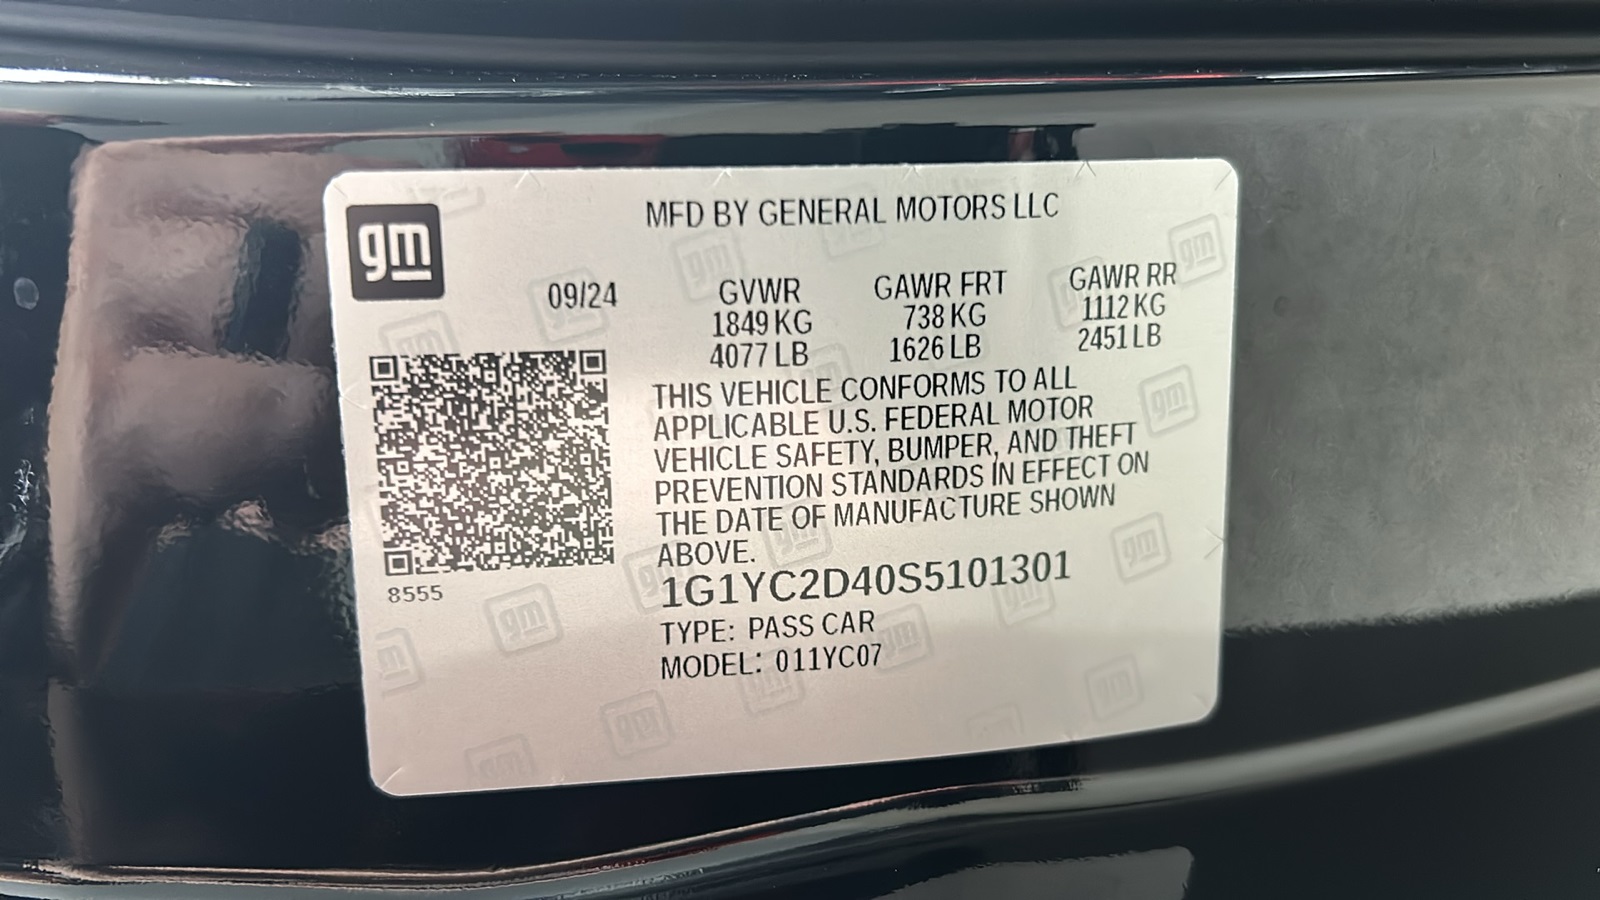 gm
MFD BY GENERAL MOTORS LLC
09/24 GVWR GAWR FRT GAWR RR
1849 KG 738 KG 1112 KG
4077 LB 1626 LB 2451 LB
THIS VEHICLE CONFORMS TO ALL
APPLICABLE U.S. FEDERAL MOTOR
VEHICLE SAFETY, BUMPER, AND THEFT
PREVENTION STANDARDS IN EFFECT ON
THE DATE OF MANUFACTURE SHOWN
ABOVE.
8555
1G1YC2D40S5101301
TYPE: PASS CAR
MODEL: 011YC07